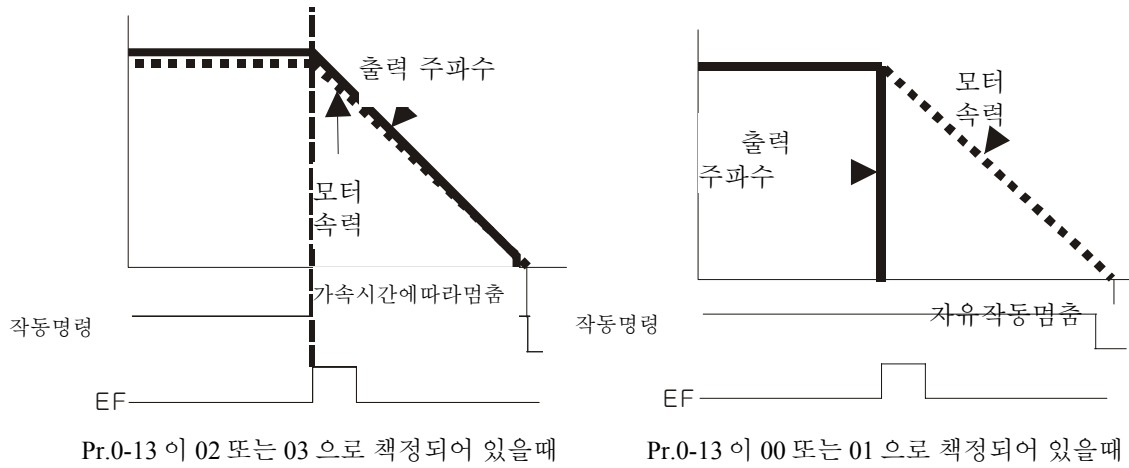 출력 주파수
모터
속력
가속시간에따라멈춤
작동명령
EF
Pr.0-13 이 02 또는 03 으로 책정되어 있을때
모터
속력
출력
주파수
자유작동멈춤
작동명령
EF
Pr.0-13 이 00 또는 01 으로 책정되어 있을때